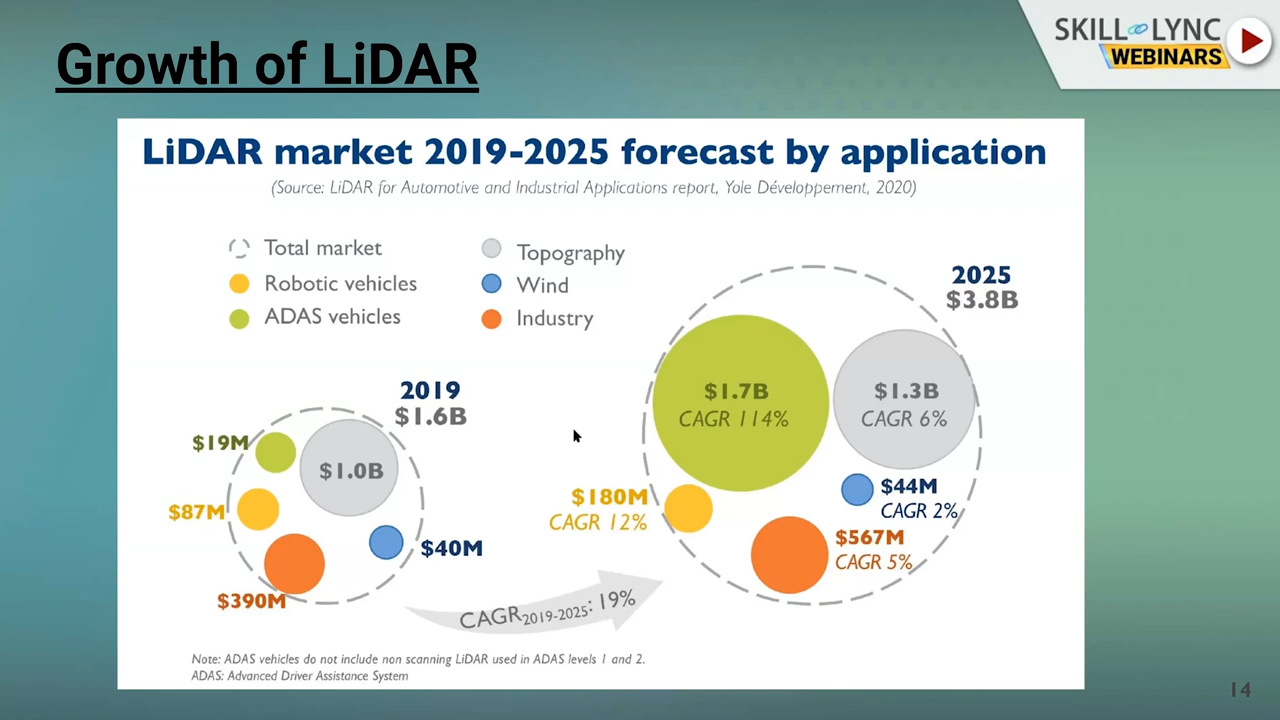 Growth of LiDAR
SKILL LYNC
WEBINARS
LiDAR market 2019-2025 forecast by application
(Source: LiDAR for Automotive and Industrial Applications report, Yole Développement, 2020)
Total market
Robotic vehicles
ADAS vehicles
Topography
Wind
Industry
2019
$1.6B
$19M
$1.0B
$87M
$40M
$390M
CAGR2019-2025: 19%
2025
$3.8B
$1.7B
CAGR 114%
$1.3B
CAGR 6%
$180M
CAGR 12%
$44M
CAGR 2%
$567M
CAGR 5%
Note: ADAS vehicles do not include non scanning LiDAR used in ADAS levels 1 and 2.
ADAS: Advanced Driver Assistance System
14